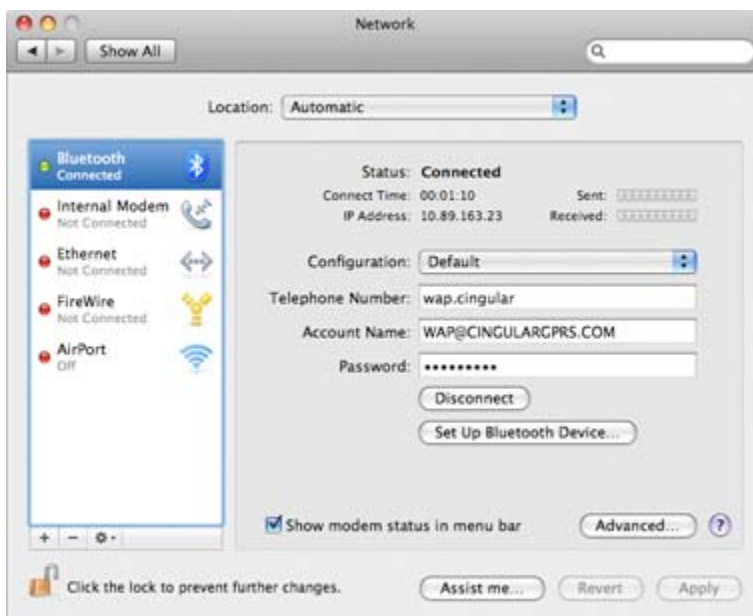 Network
Show All
Location: Automatic
Bluetooth
Connected
Internal Modem
Not Connected
Ethernet
Not Connected
FireWire
Not Connected
AirPort
Off
Status: Connected
Connect Time: 00:01:10 Sent:
IP Address: 10.89.163.23 Received:
Configuration: Default
Telephone Number: wap.cingular
Account Name: WAP@CINGULARGPRS.COM
Password: •••••••••
Disconnect
Set Up Bluetooth Device...
Show modem status in menu bar
Advanced...
?
+ −
Click the lock to prevent further changes.
Assist me...
Revert
Apply